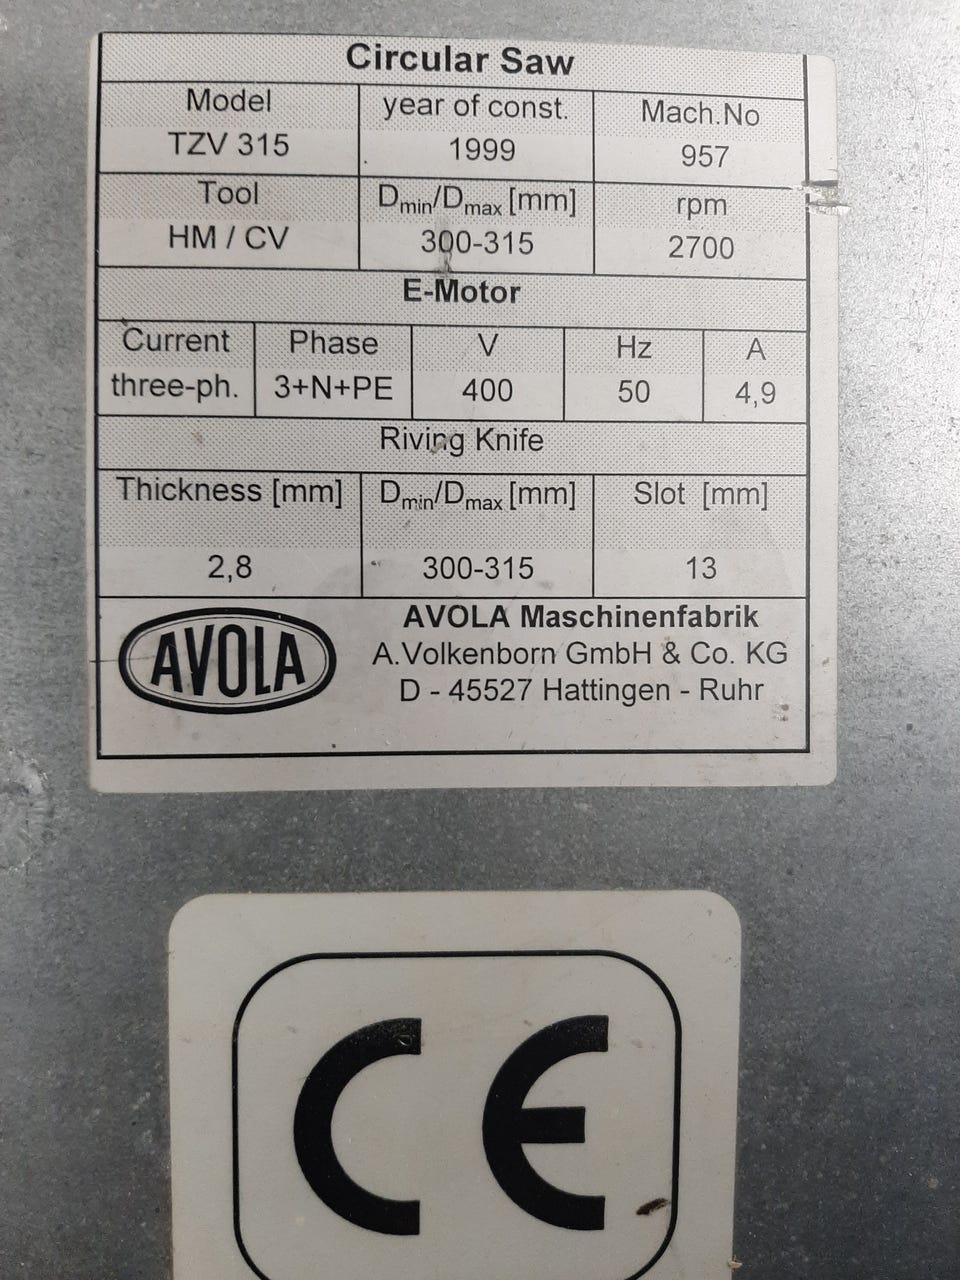 Circular Saw
Model year of const. Mach.No
TZV 315 1999 957
Tool Dmin/Dmax [mm] rpm
HM / CV 300-315 2700
E-Motor
Current Phase V Hz A
three-ph. 3+N+PE 400 50 4,9
Riving Knife
Thickness [mm] Dmin/Dmax [mm] Slot [mm]
2,8 300-315 13
AVOLA
AVOLA Maschinenfabrik
A.Volkenborn GmbH & Co. KG
D - 45527 Hattingen - Ruhr
CE